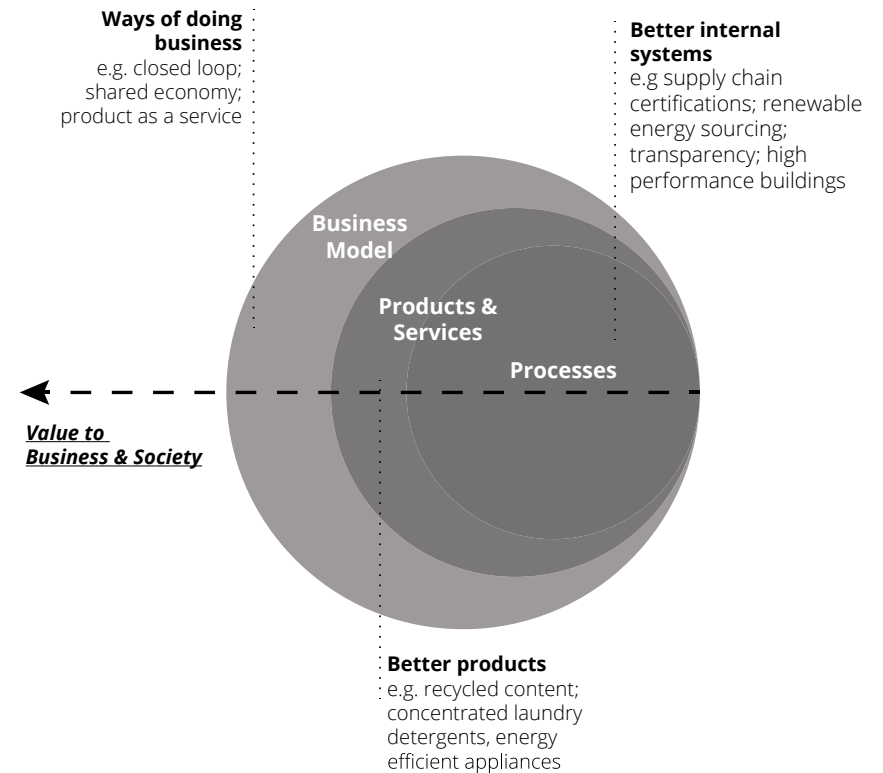 Ways of doing
business
e.g. closed loop;
shared economy;
product as a service
Better internal
systems
e.g supply chain
certifications; renewable
energy sourcing;
transparency; high
performance buildings
Business
Model
Products &
Services
Processes
Value to
Business & Society
Better products
e.g. recycled content;
concentrated laundry
detergents, energy
efficient appliances